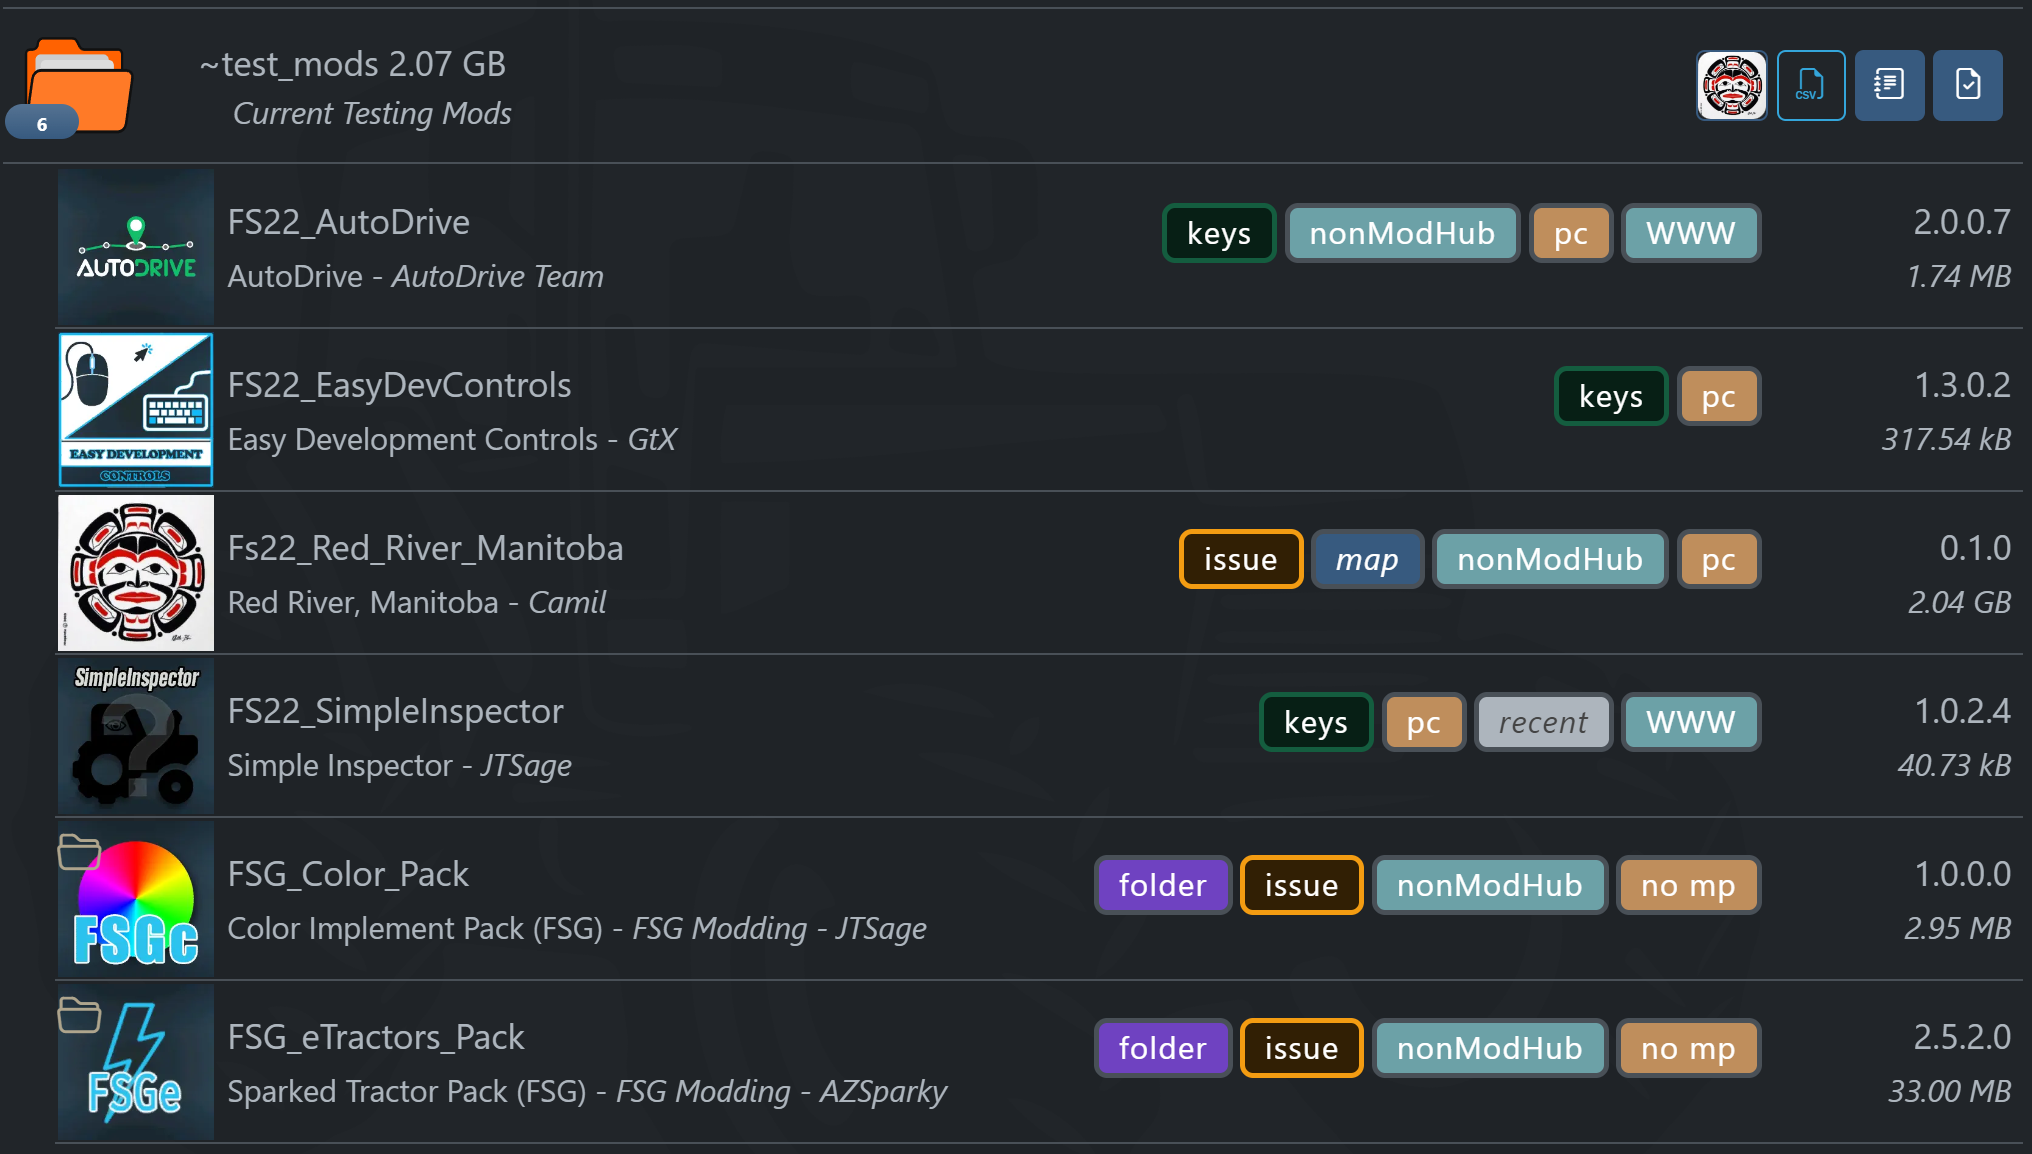 ~test_mods 2.07 GB
Current Testing Mods
6
CSV
FS22_AutoDrive
AutoDrive - AutoDrive Team
keys nonModHub pc WWW
2.0.0.7
1.74 MB
AUTODRIVE
FS22_EasyDevControls
Easy Development Controls - GtX
keys pc
1.3.0.2
317.54 kB
EASY DEVELOPMENT
CONTROLS
Fs22_Red_River_Manitoba
Red River, Manitoba - Camil
issue map nonModHub pc
0.1.0
2.04 GB
SimpleInspector
?
FS22_SimpleInspector
Simple Inspector - JTSage
keys pc recent WWW
1.0.2.4
40.73 kB
FSG_Color_Pack
Color Implement Pack (FSG) - FSG Modding - JTSage
folder issue nonModHub no mp
1.0.0.0
2.95 MB
FSGc
FSG_eTractors_Pack
Sparked Tractor Pack (FSG) - FSG Modding - AZSparky
folder issue nonModHub no mp
2.5.2.0
33.00 MB
FSGe